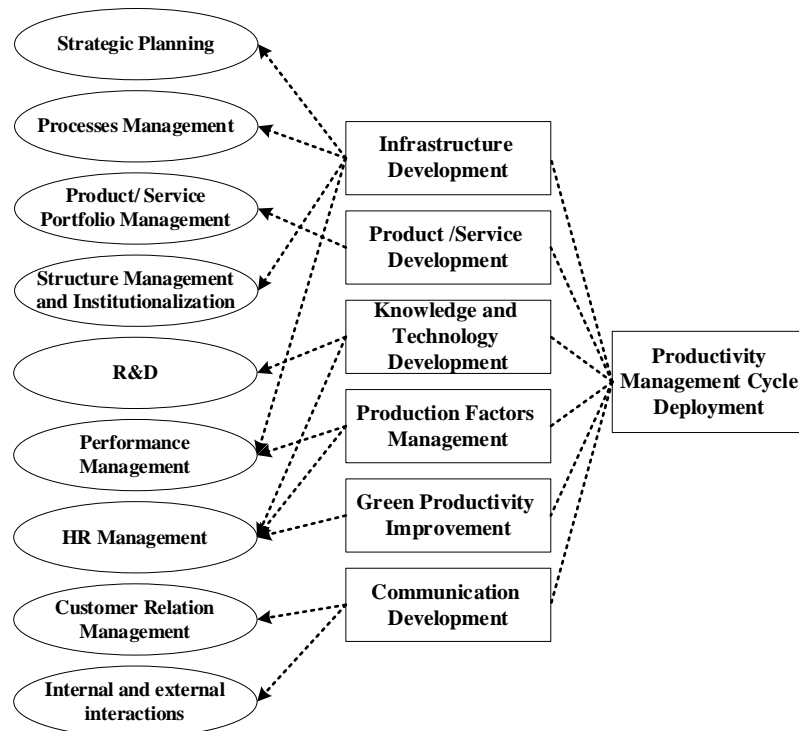 Strategic Planning
Processes Management
Product/ Service
Portfolio Management
Structure Management
and Institutionalization
R&D
Performance
Management
HR Management
Customer Relation
Management
Internal and external
interactions
Infrastructure
Development
Product /Service
Development
Knowledge and
Technology
Development
Production Factors
Management
Green Productivity
Improvement
Communication
Development
Productivity
Management Cycle
Deployment